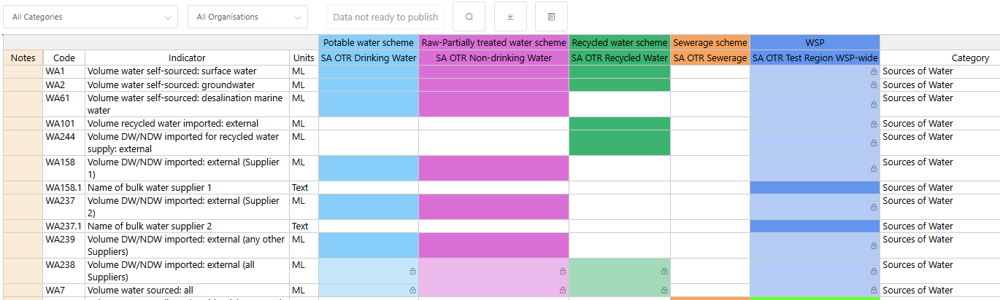 All Categories All Organisations Data not ready to publish
Potable water scheme Raw-Partially treated water scheme Recycled water scheme Sewerage scheme WSP
Notes Code Indicator Units SA OTR Drinking Water SA OTR Non-drinking Water SA OTR Recycled Water SA OTR Sewerage SA OTR Test Region WSP-wide Category
WA1 Volume water self-sourced: surface water ML Sources of Water
WA2 Volume water self-sourced: groundwater ML Sources of Water
WA61 Volume water self-sourced: desalination marine ML Sources of Water
water
WA101 Volume recycled water imported: external ML Sources of Water
WA244 Volume DW/NDW imported for recycled water ML Sources of Water
supply: external
WA158 Volume DW/NDW imported: external (Supplier ML Sources of Water
1)
WA158.1 Name of bulk water supplier 1 Text Sources of Water
WA237 Volume DW/NDW imported: external (Supplier ML Sources of Water
2)
WA237.1 Name of bulk water supplier 2 Text Sources of Water
WA239 Volume DW/NDW imported: external (any other ML Sources of Water
Suppliers)
WA238 Volume DW/NDW imported: external (all ML Sources of Water
Suppliers)
WA7 Volume water sourced: all ML Sources of Water